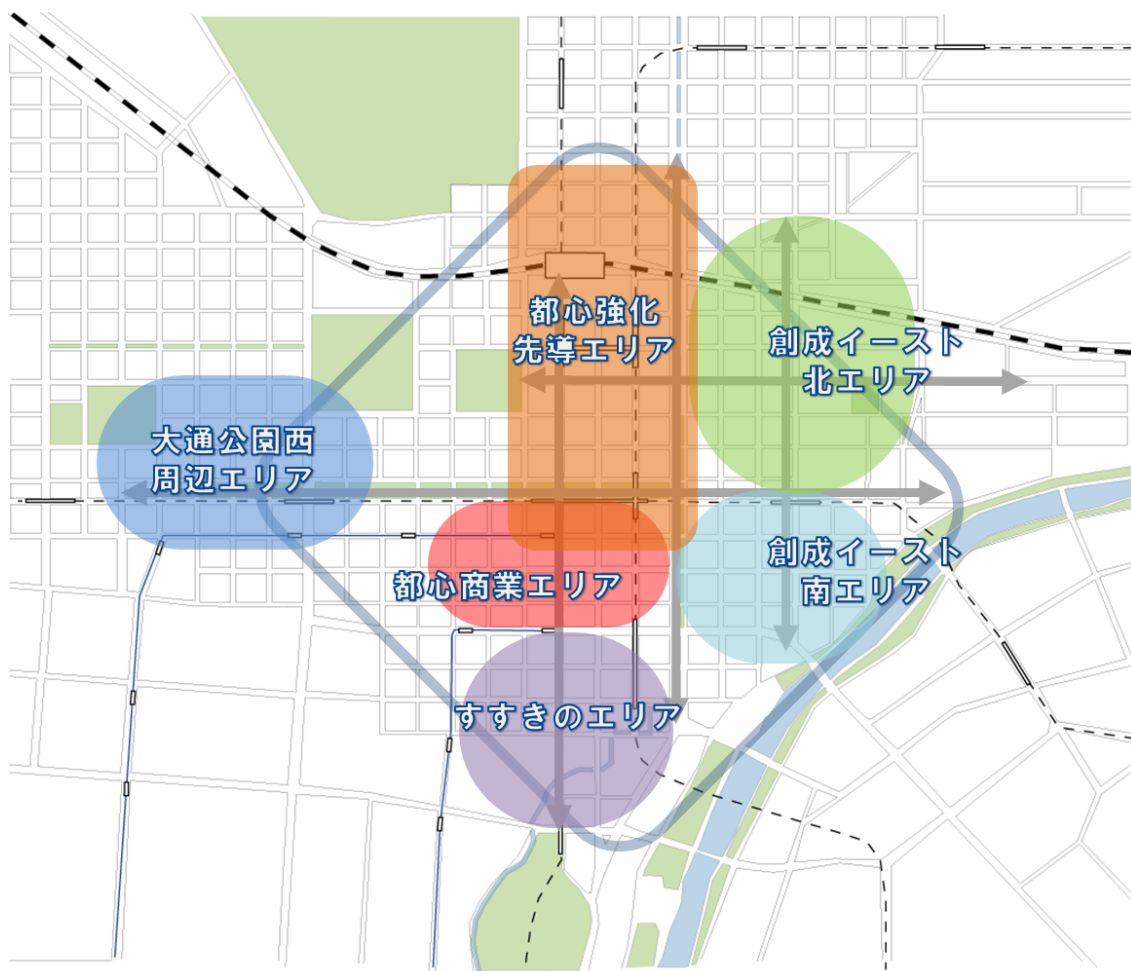 都心強化
先導エリア
創成イースト
北エリア
大通公園西
周辺エリア
都心商業エリア
創成イースト
南エリア
すすきのエリア